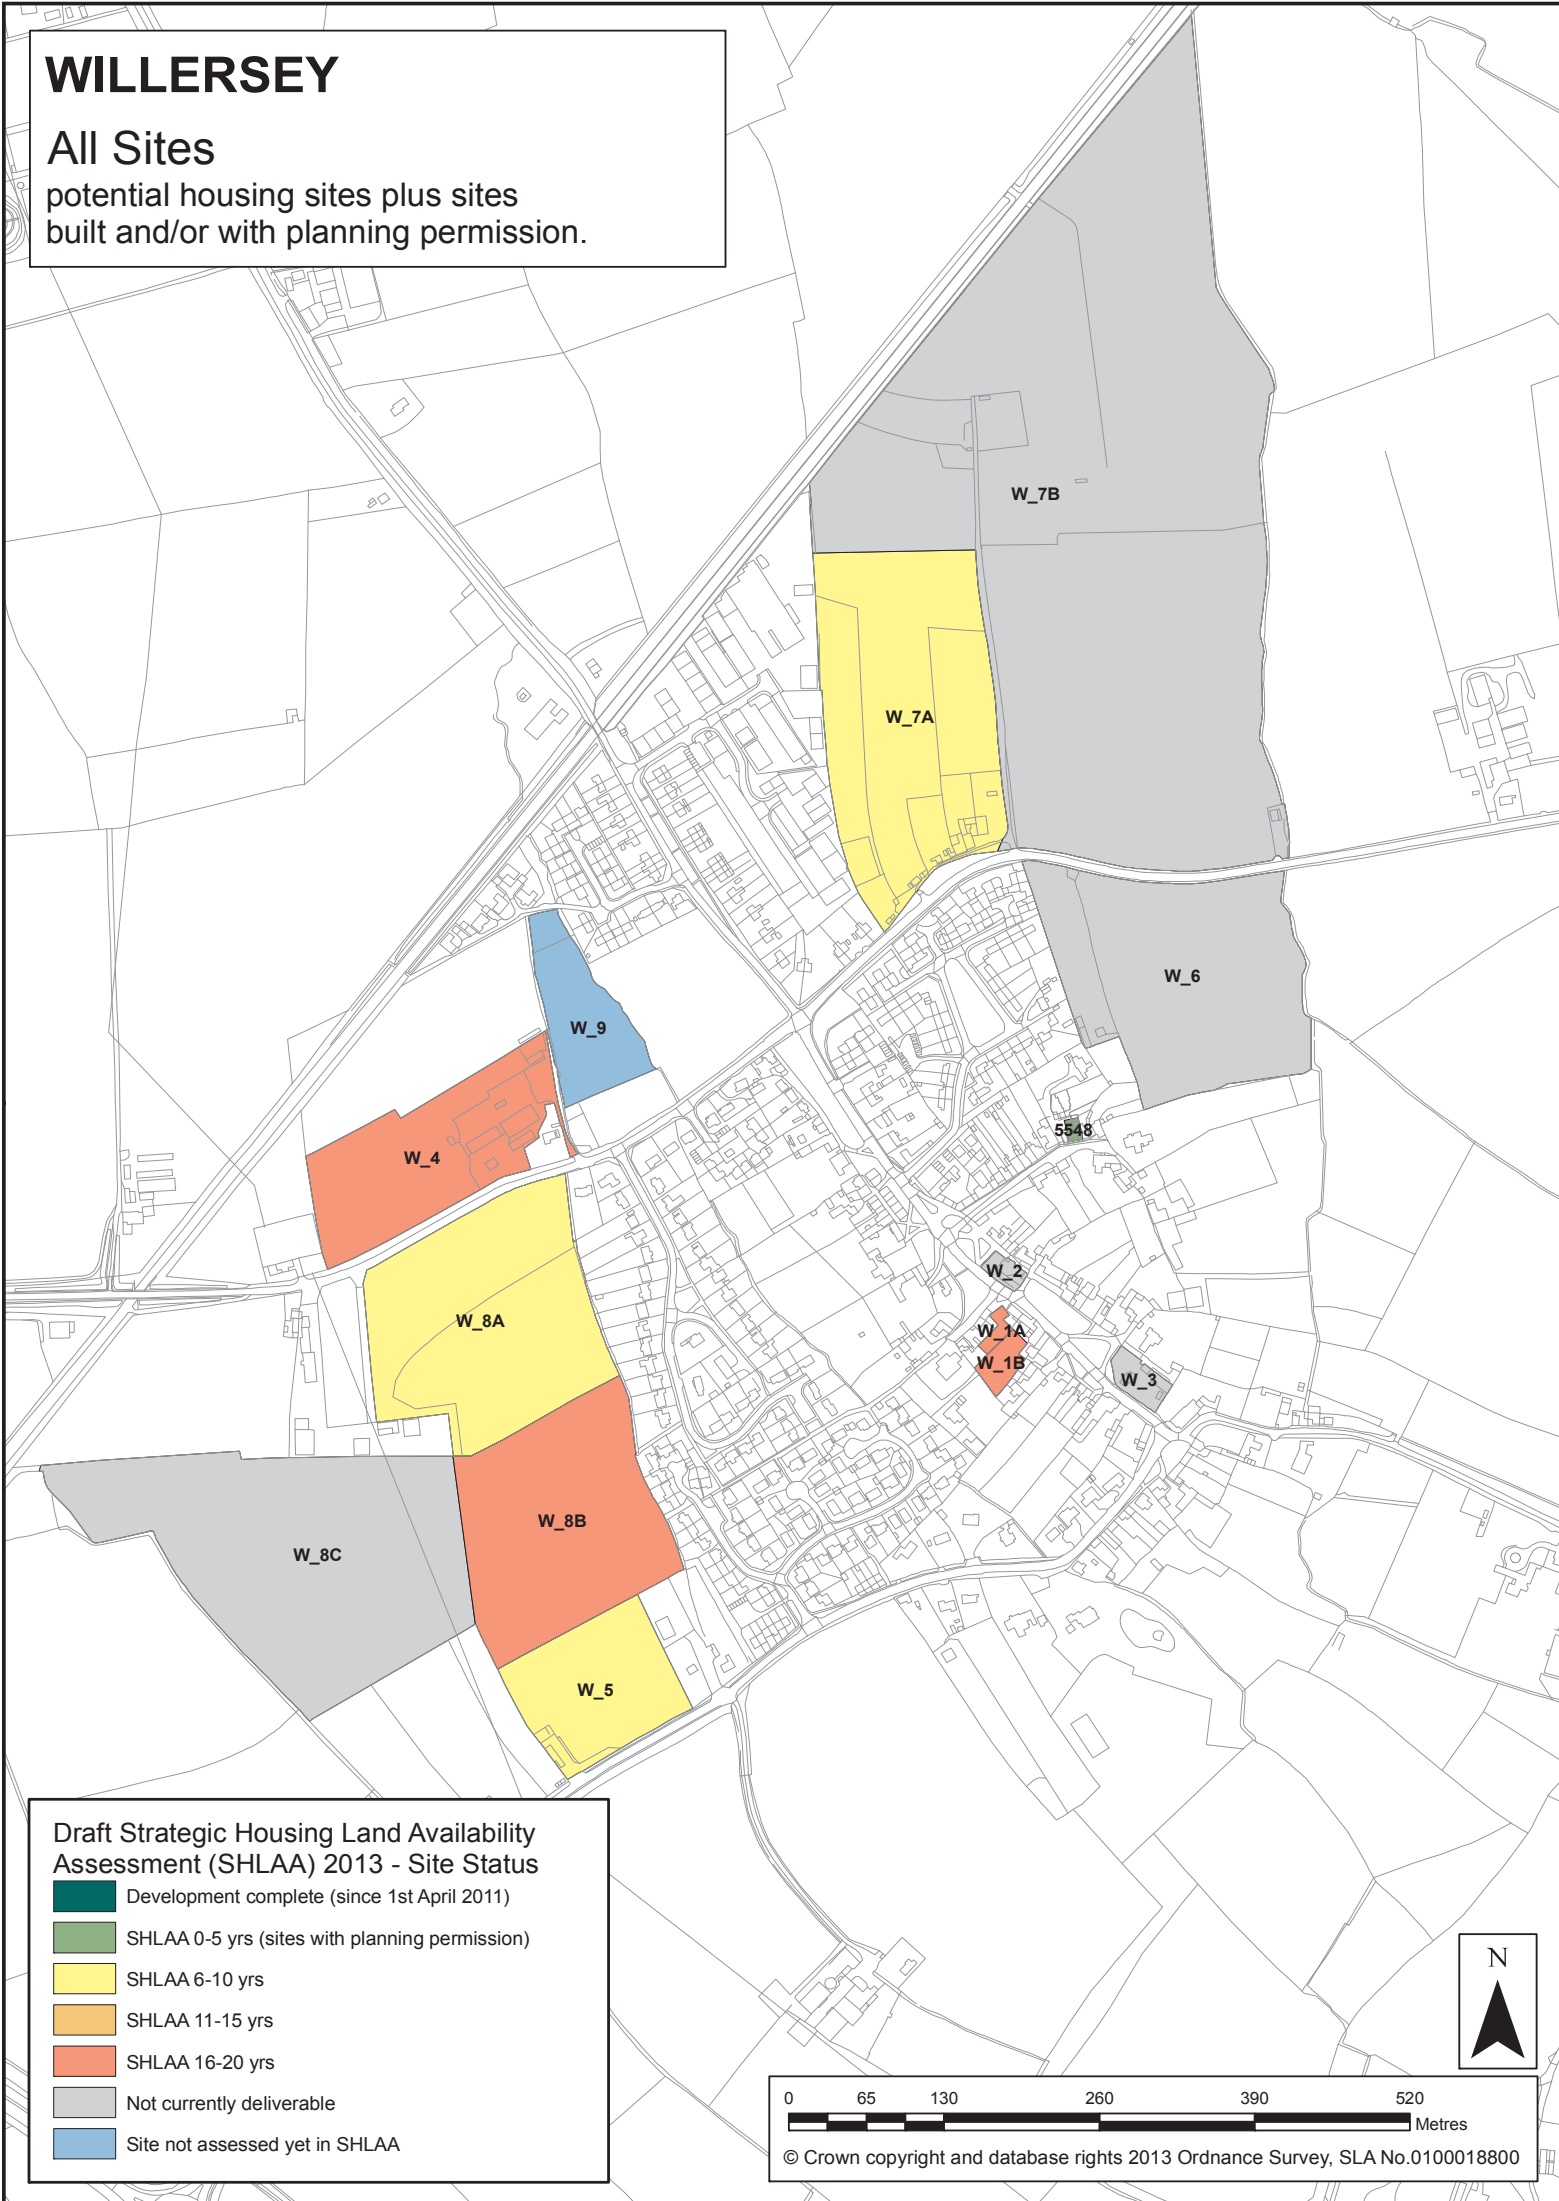 WILLERSEY
All Sites
potential housing sites plus sites
built and/or with planning permission.
W_7B
W_7A
W_6
W_9
5548
W_4
W_2
W_8A
W_1A
W_1B
W_3
W_8B
W_8C
W_5
Draft Strategic Housing Land Availability
Assessment (SHLAA) 2013 - Site Status
Development complete (since 1st April 2011)
SHLAA 0-5 yrs (sites with planning permission)
SHLAA 6-10 yrs
SHLAA 11-15 yrs
SHLAA 16-20 yrs
Not currently deliverable
Site not assessed yet in SHLAA
N
0 65 130 260 390 520
Metres
© Crown copyright and database rights 2013 Ordnance Survey, SLA No.0100018800